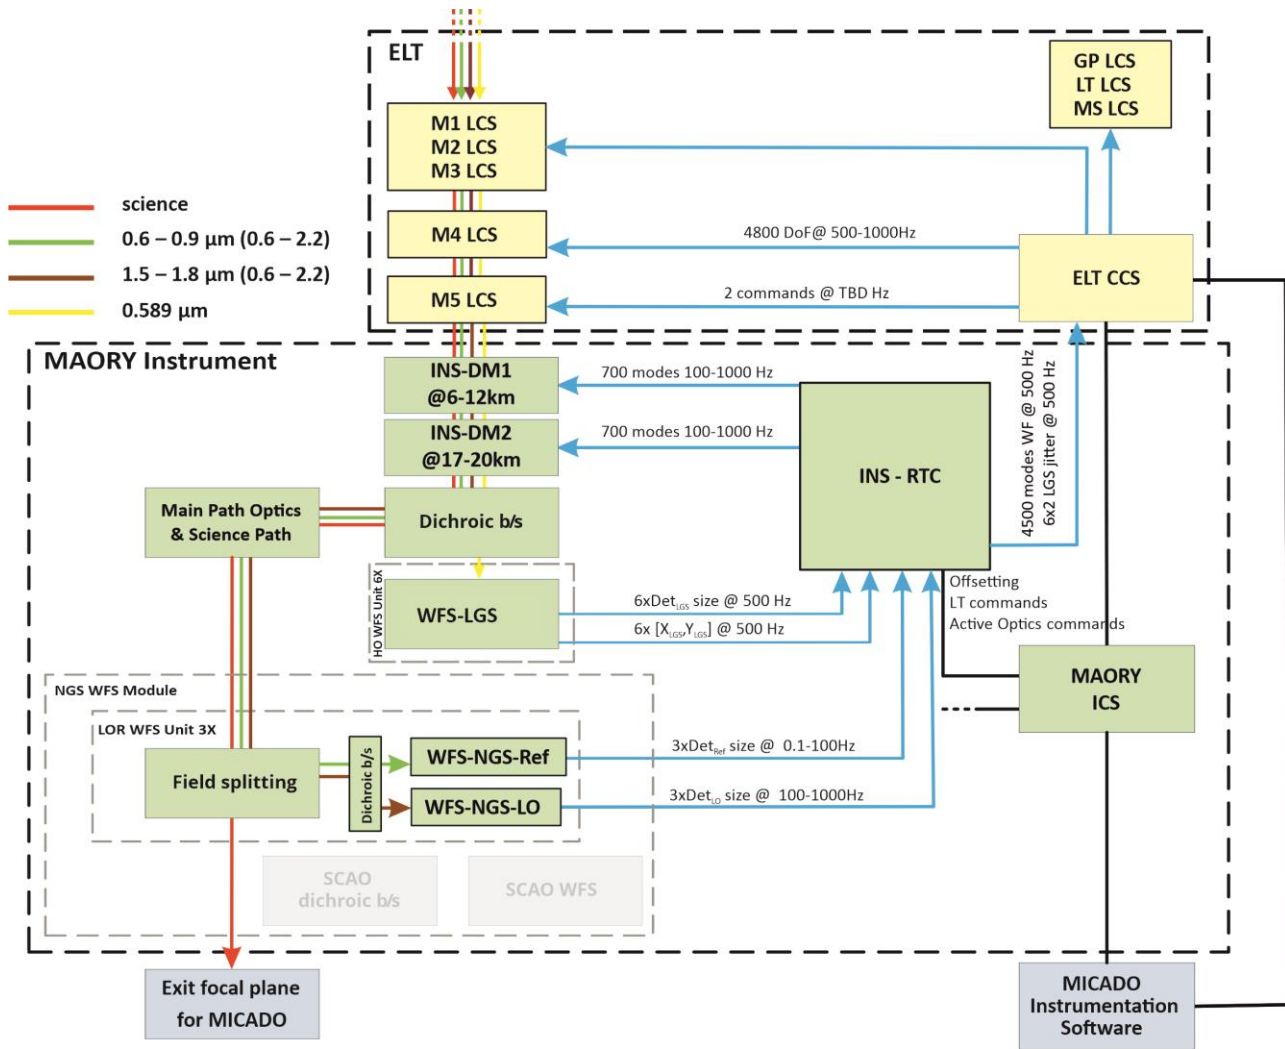 ELT
GP LCS
LT LCS
MS LCS
M1 LCS
M2 LCS
M3 LCS
science
0.6 – 0.9 µm (0.6 – 2.2)
1.5 – 1.8 µm (0.6 – 2.2)
0.589 µm
M4 LCS
4800 DoF@ 500-1000Hz
ELT CCS
M5 LCS
2 commands @ TBD Hz
MAORY Instrument
INS-DM1
@6-12km
700 modes 100-1000 Hz
INS-DM2
@17-20km
700 modes 100-1000 Hz
INS - RTC
4500 modes WF @ 500 Hz
6x2 LGS jitter @ 500 Hz
Main Path Optics
& Science Path
Dichroic b/s
HO WFS Unit 6X
WFS-LGS
6xDetLGS size @ 500 Hz
6x [XLGS,YLGS] @ 500 Hz
Offsetting
LT commands
Active Optics commands
MAORY
ICS
NGS WFS Module
LOR WFS Unit 3X
Field splitting
Dichroic b/s
WFS-NGS-Ref
3xDetRef size @ 0.1-100Hz
WFS-NGS-LO
3xDetLO size @ 100-1000Hz
SCAO
dichroic b/s
SCAO WFS
Exit focal plane
for MICADO
MICADO
Instrumentation
Software